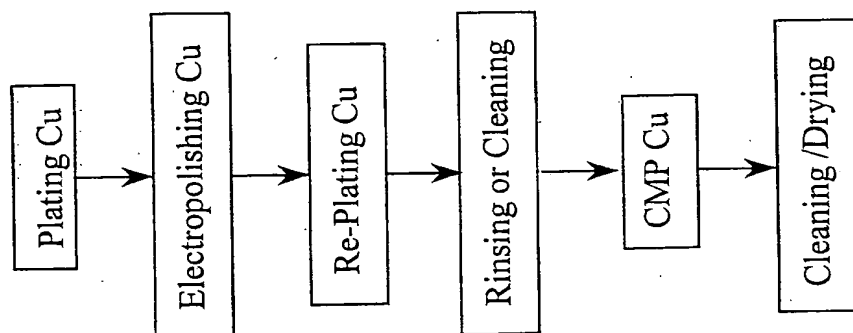 Plating Cu
Electropolishing Cu
Re-Plating Cu
Rinsing or Cleaning
CMP Cu
Cleaning /Drying